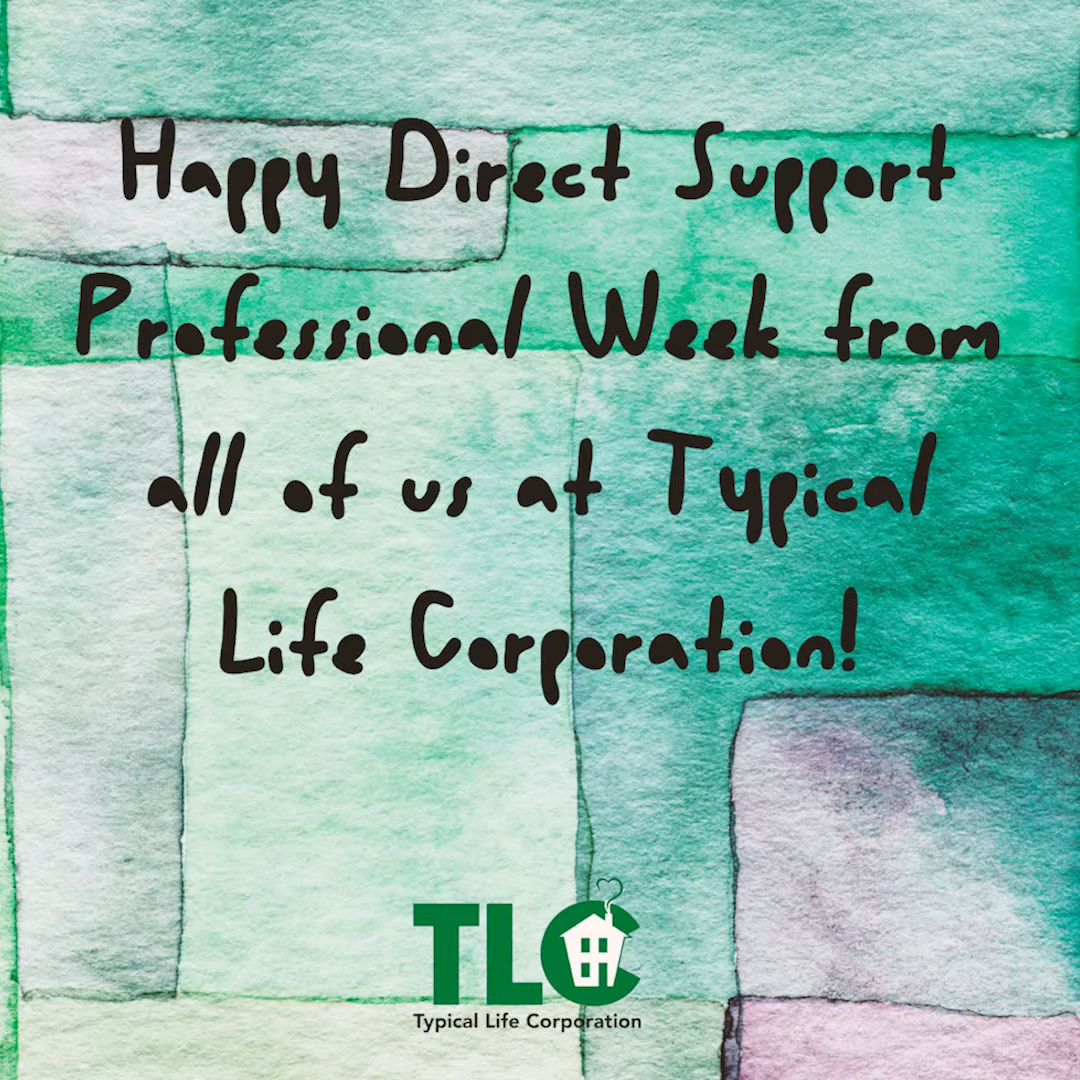 Happy Direct Support
Professional Week from
all of us at Typical
Life Corporation!
TLC
Typical Life Corporation